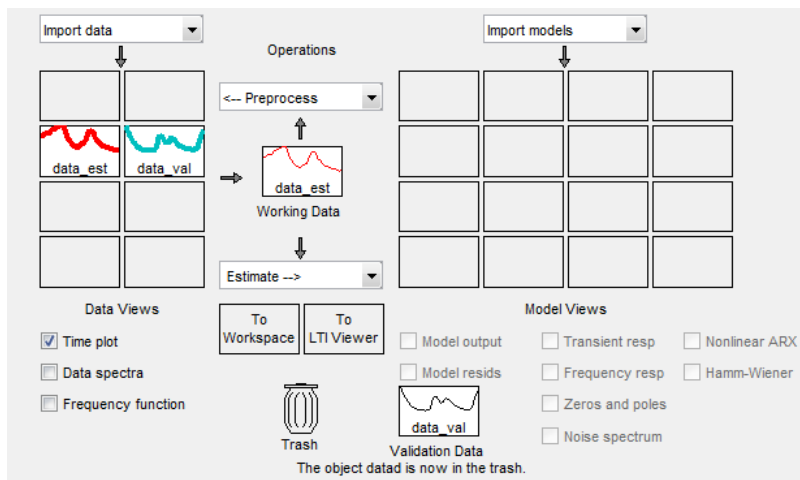 Import data
Import models
Operations
<-- Preprocess
data_est
data_val
data_est
Working Data
Estimate -->
Data Views
Model Views
To Workspace
To LTI Viewer
Time plot
Data spectra
Frequency function
Model output
Model resids
Transient resp
Frequency resp
Zeros and poles
Noise spectrum
Nonlinear ARX
Hamm-Wiener
Trash
data_val
Validation Data
The object datad is now in the trash.